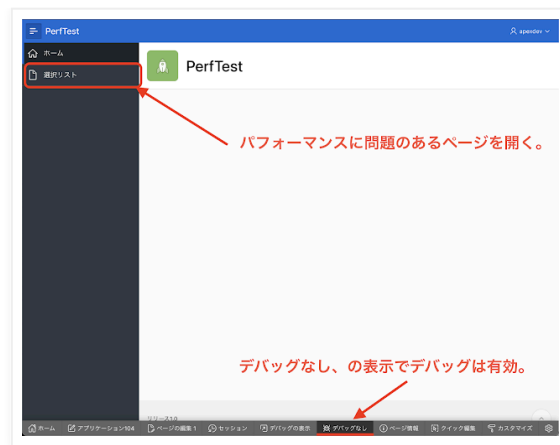 PerfTest
apexdev
ホーム
選択リスト
PerfTest
パフォーマンスに問題のあるページを開く。
デバッグなし、の表示でデバッグは有効。
リリース1.0
ホーム
アプリケーション104
ページの編集 1
セッション
デバッグの表示
デバッグなし
ページ情報
クイック編集
カスタマイズ